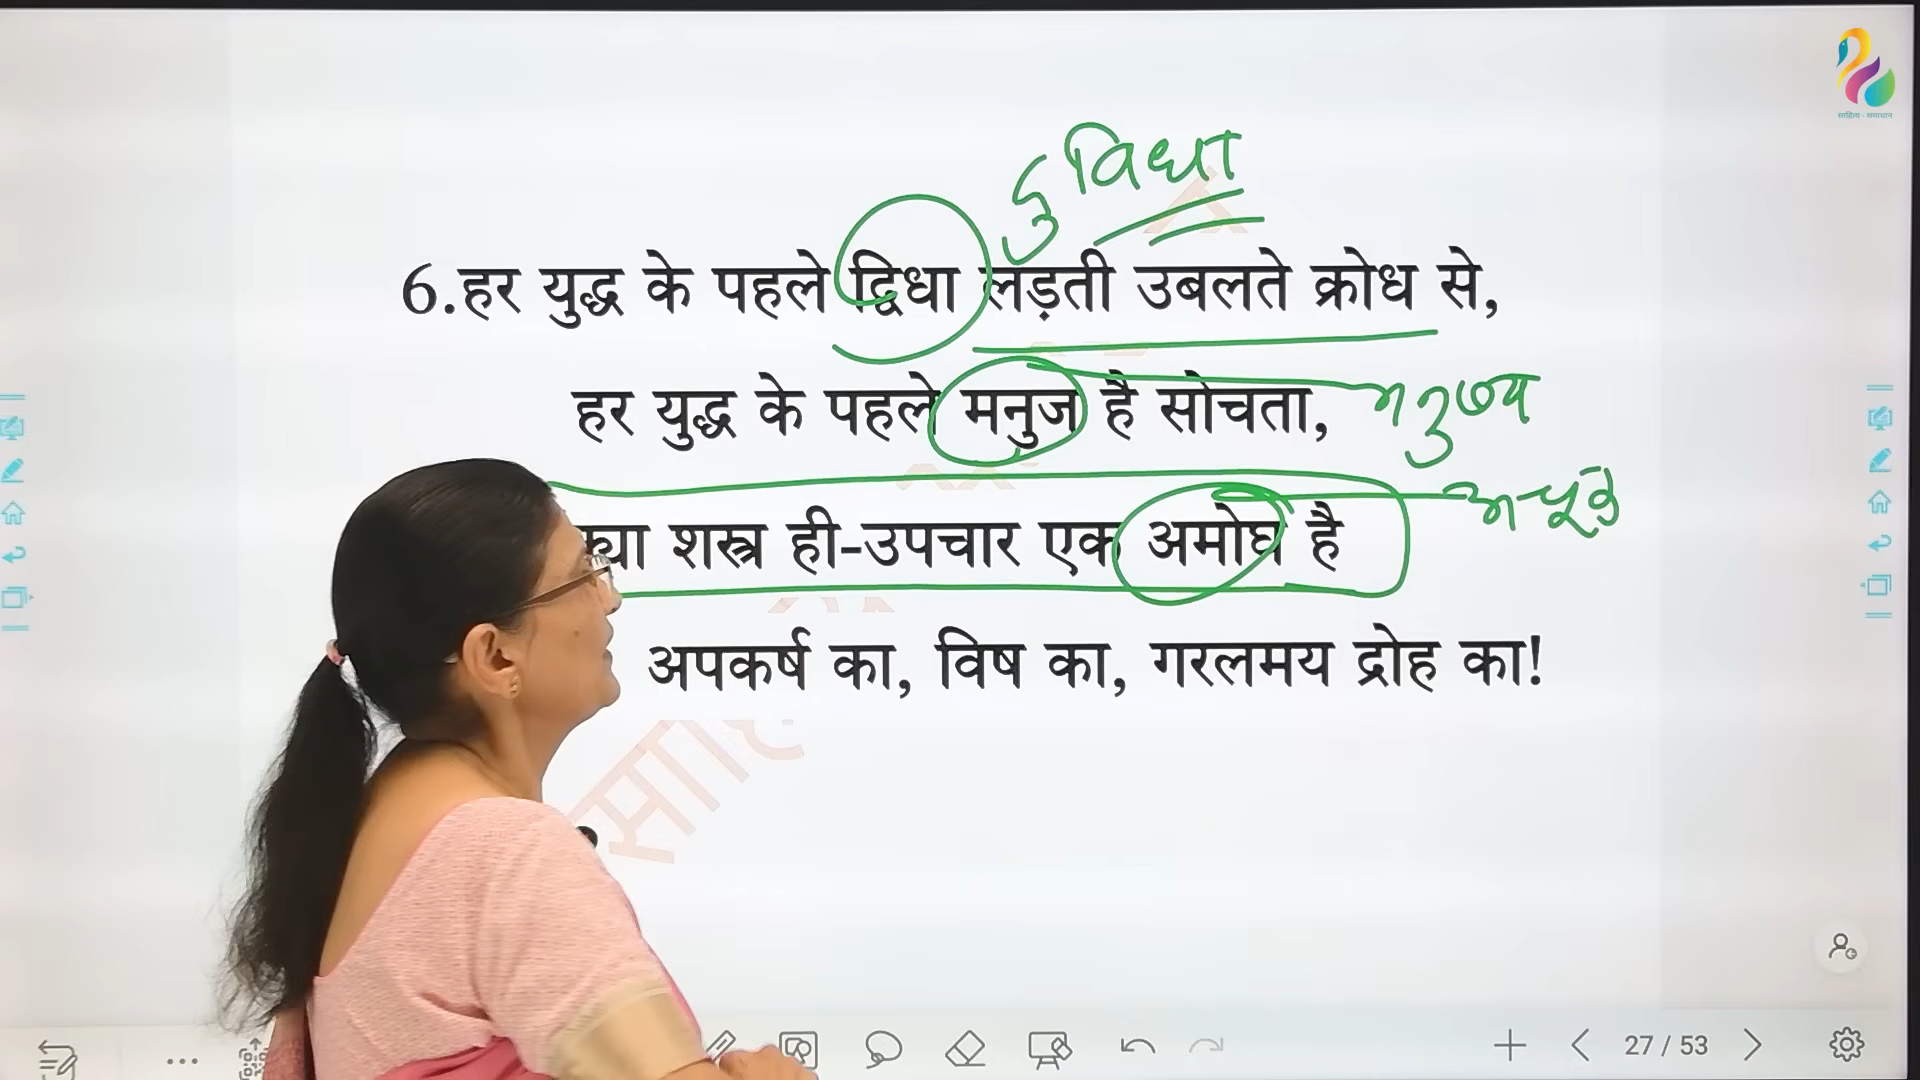 साहित्य - समाधान
दुविधा
6.हर युद्ध के पहले द्विधा लड़ती उबलते क्रोध से,
हर युद्ध के पहले मनुज है सोचता, मनुष्य
क्या शस्त्र ही-उपचार एक अमोघ है अचूक
अपकर्ष का, विष का, गरलमय द्रोह का!
27 / 53